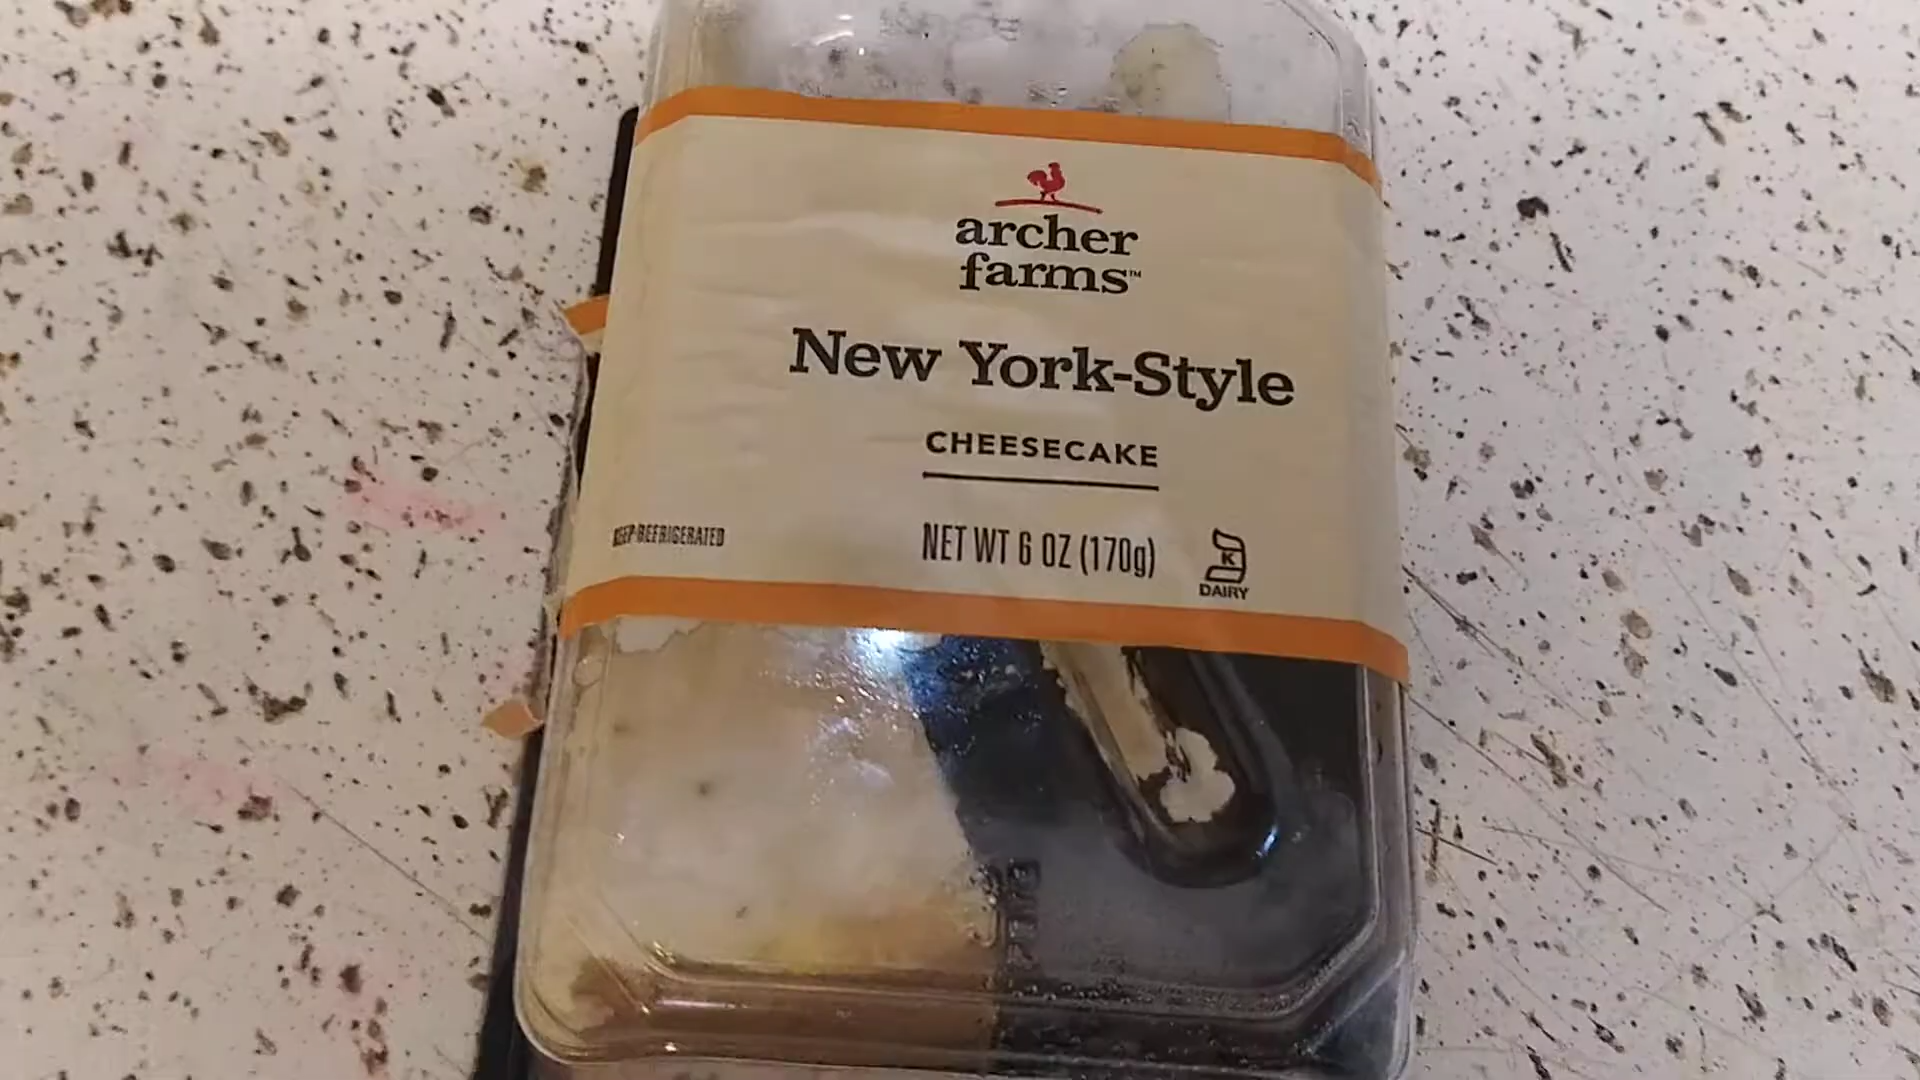 archer
farms™
New York-Style
CHEESECAKE
KEEP REFRIGERATED
NET WT 6 OZ (170g)
K
DAIRY